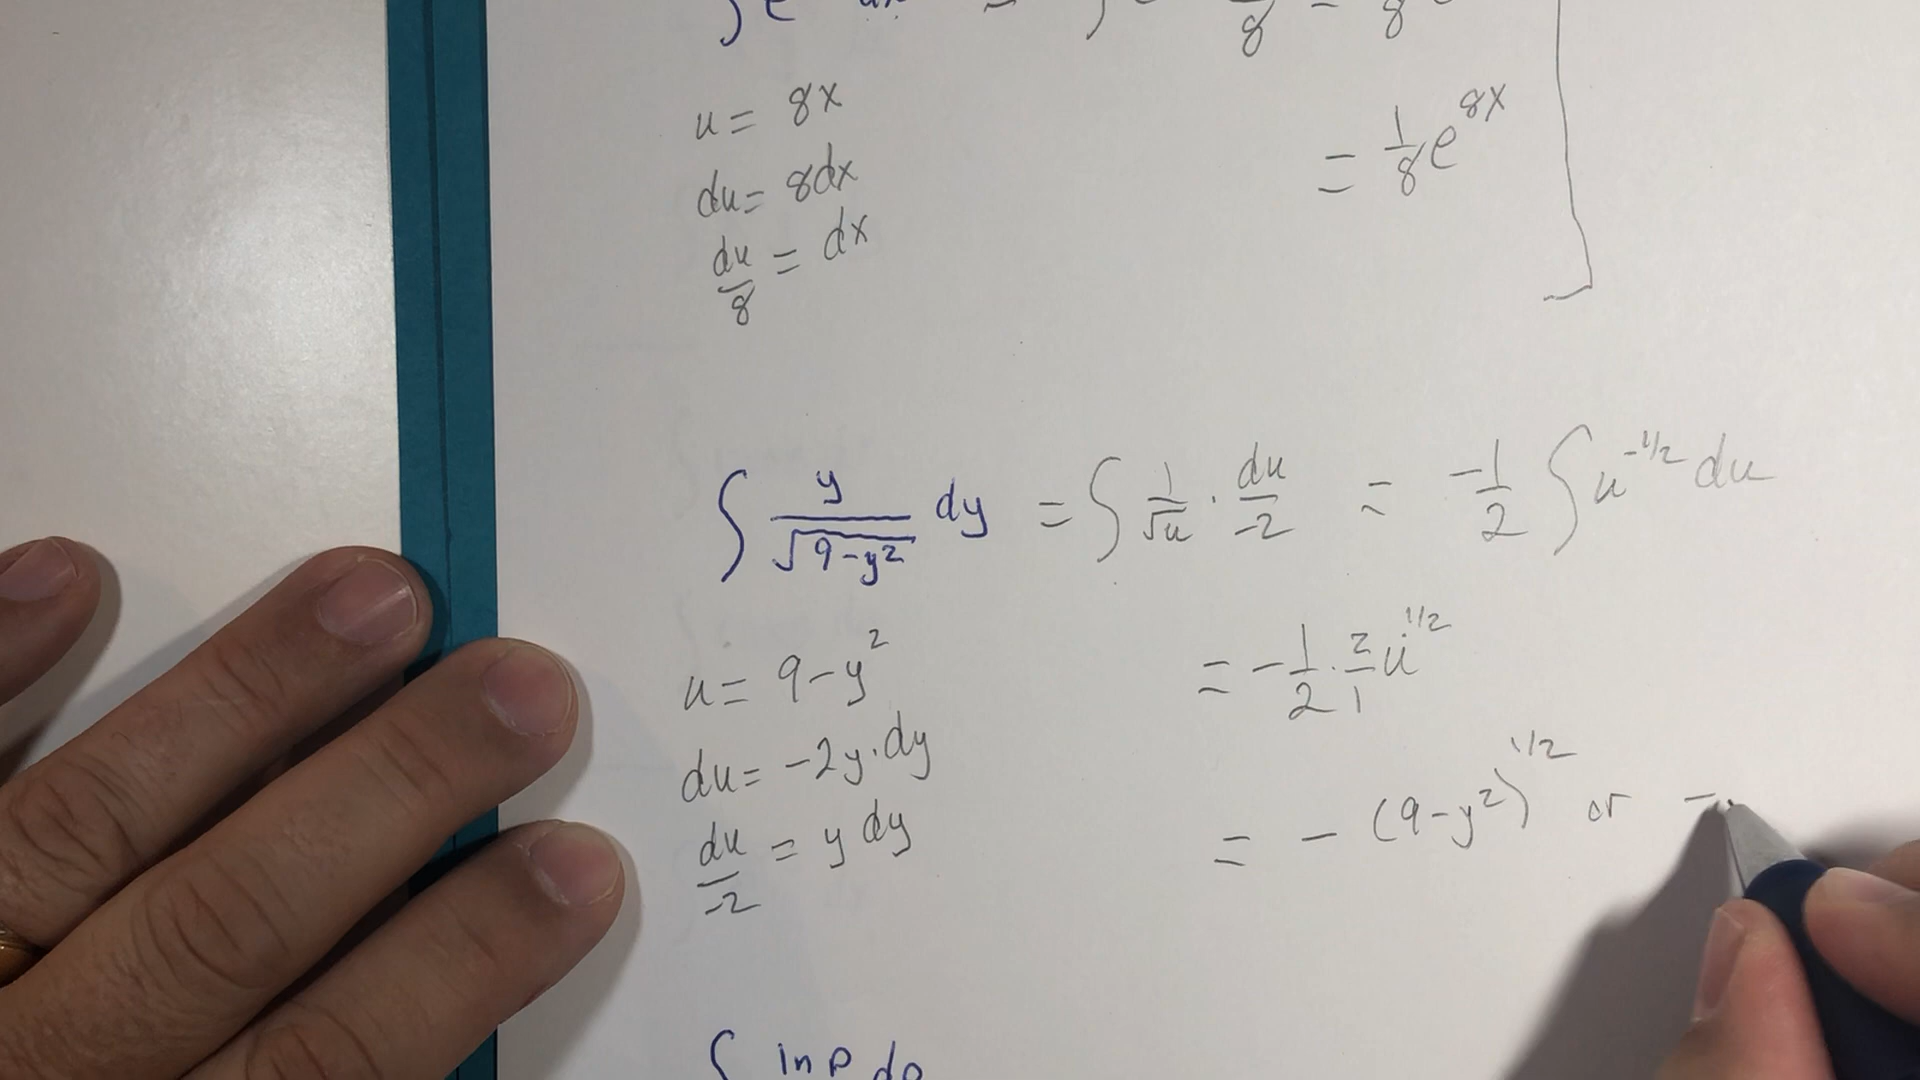 u = 8x
= 1/8 e^{8x}
du = 8dx
du/8 = dx
∫ y/√(9-y²) dy = ∫ 1/√u · du/-2 = -1/2 ∫ u^{-1/2} du
u = 9-y²
= -1/2 · 2/1 u^{1/2}
du = -2y · dy
= - (9-y²)^{1/2} or -
du/-2 = y dy
∫ ln p dp